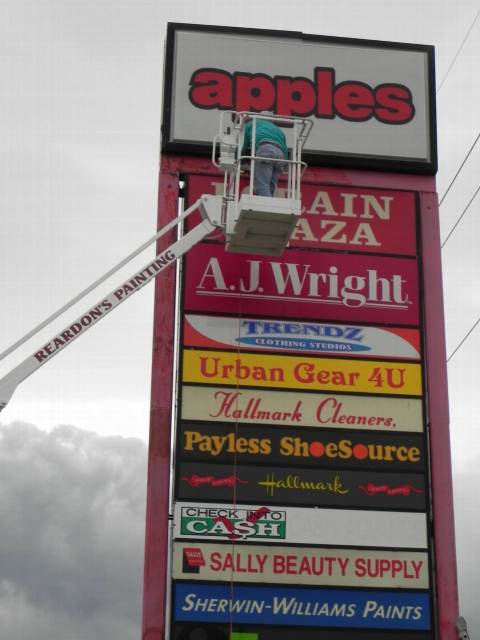 apples
LAIN
AZA
A.J.Wright
TRENDZ
CLOTHING STUDIOS
Urban Gear 4U
Hallmark Cleaners,
Payless ShoeSource
Hallmark
CHECK INTO
CASH
SALLY BEAUTY SUPPLY
SHERWIN-WILLIAMS PAINTS
REARDON'S PAINTING